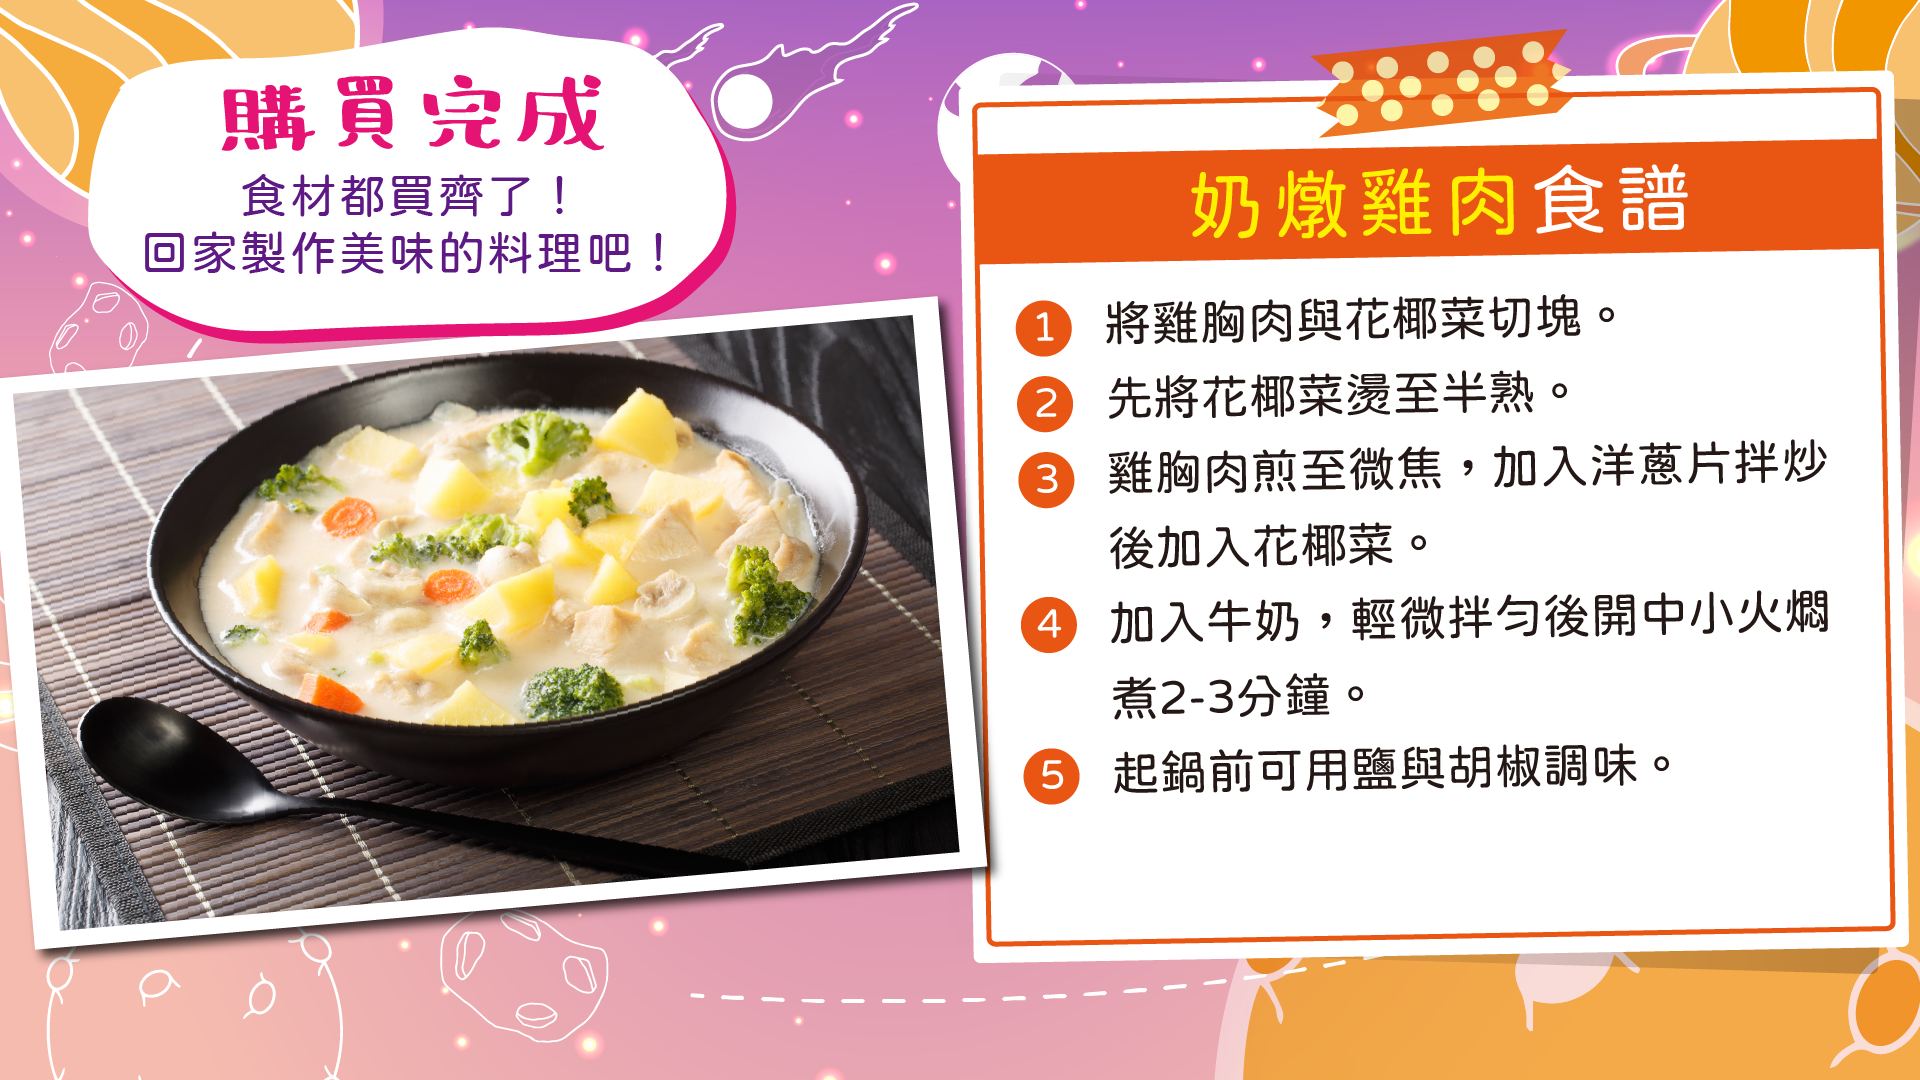 購買完成
食材都買齊了！
回家製作美味的料理吧！
奶燉雞肉食譜
1 將雞胸肉與花椰菜切塊。
2 先將花椰菜燙至半熟。
3 雞胸肉煎至微焦，加入洋蔥片拌炒
後加入花椰菜。
4 加入牛奶，輕微拌勻後開中小火燜
煮2-3分鐘。
5 起鍋前可用鹽與胡椒調味。